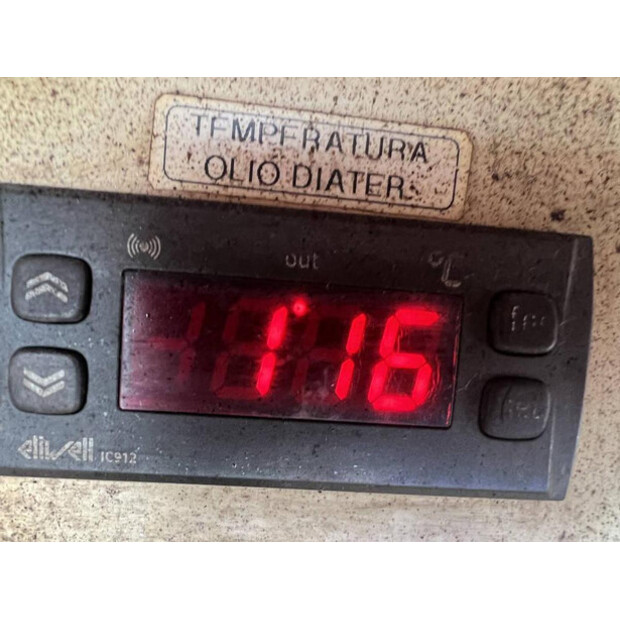 TEMPERATURA
OLIO DIATER.
out
°C
116
eliwell IC912